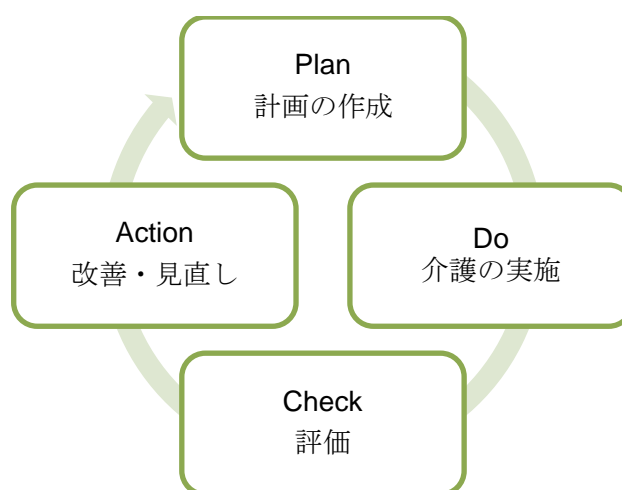 Plan
計画の作成
Do
介護の実施
Check
評価
Action
改善・見直し